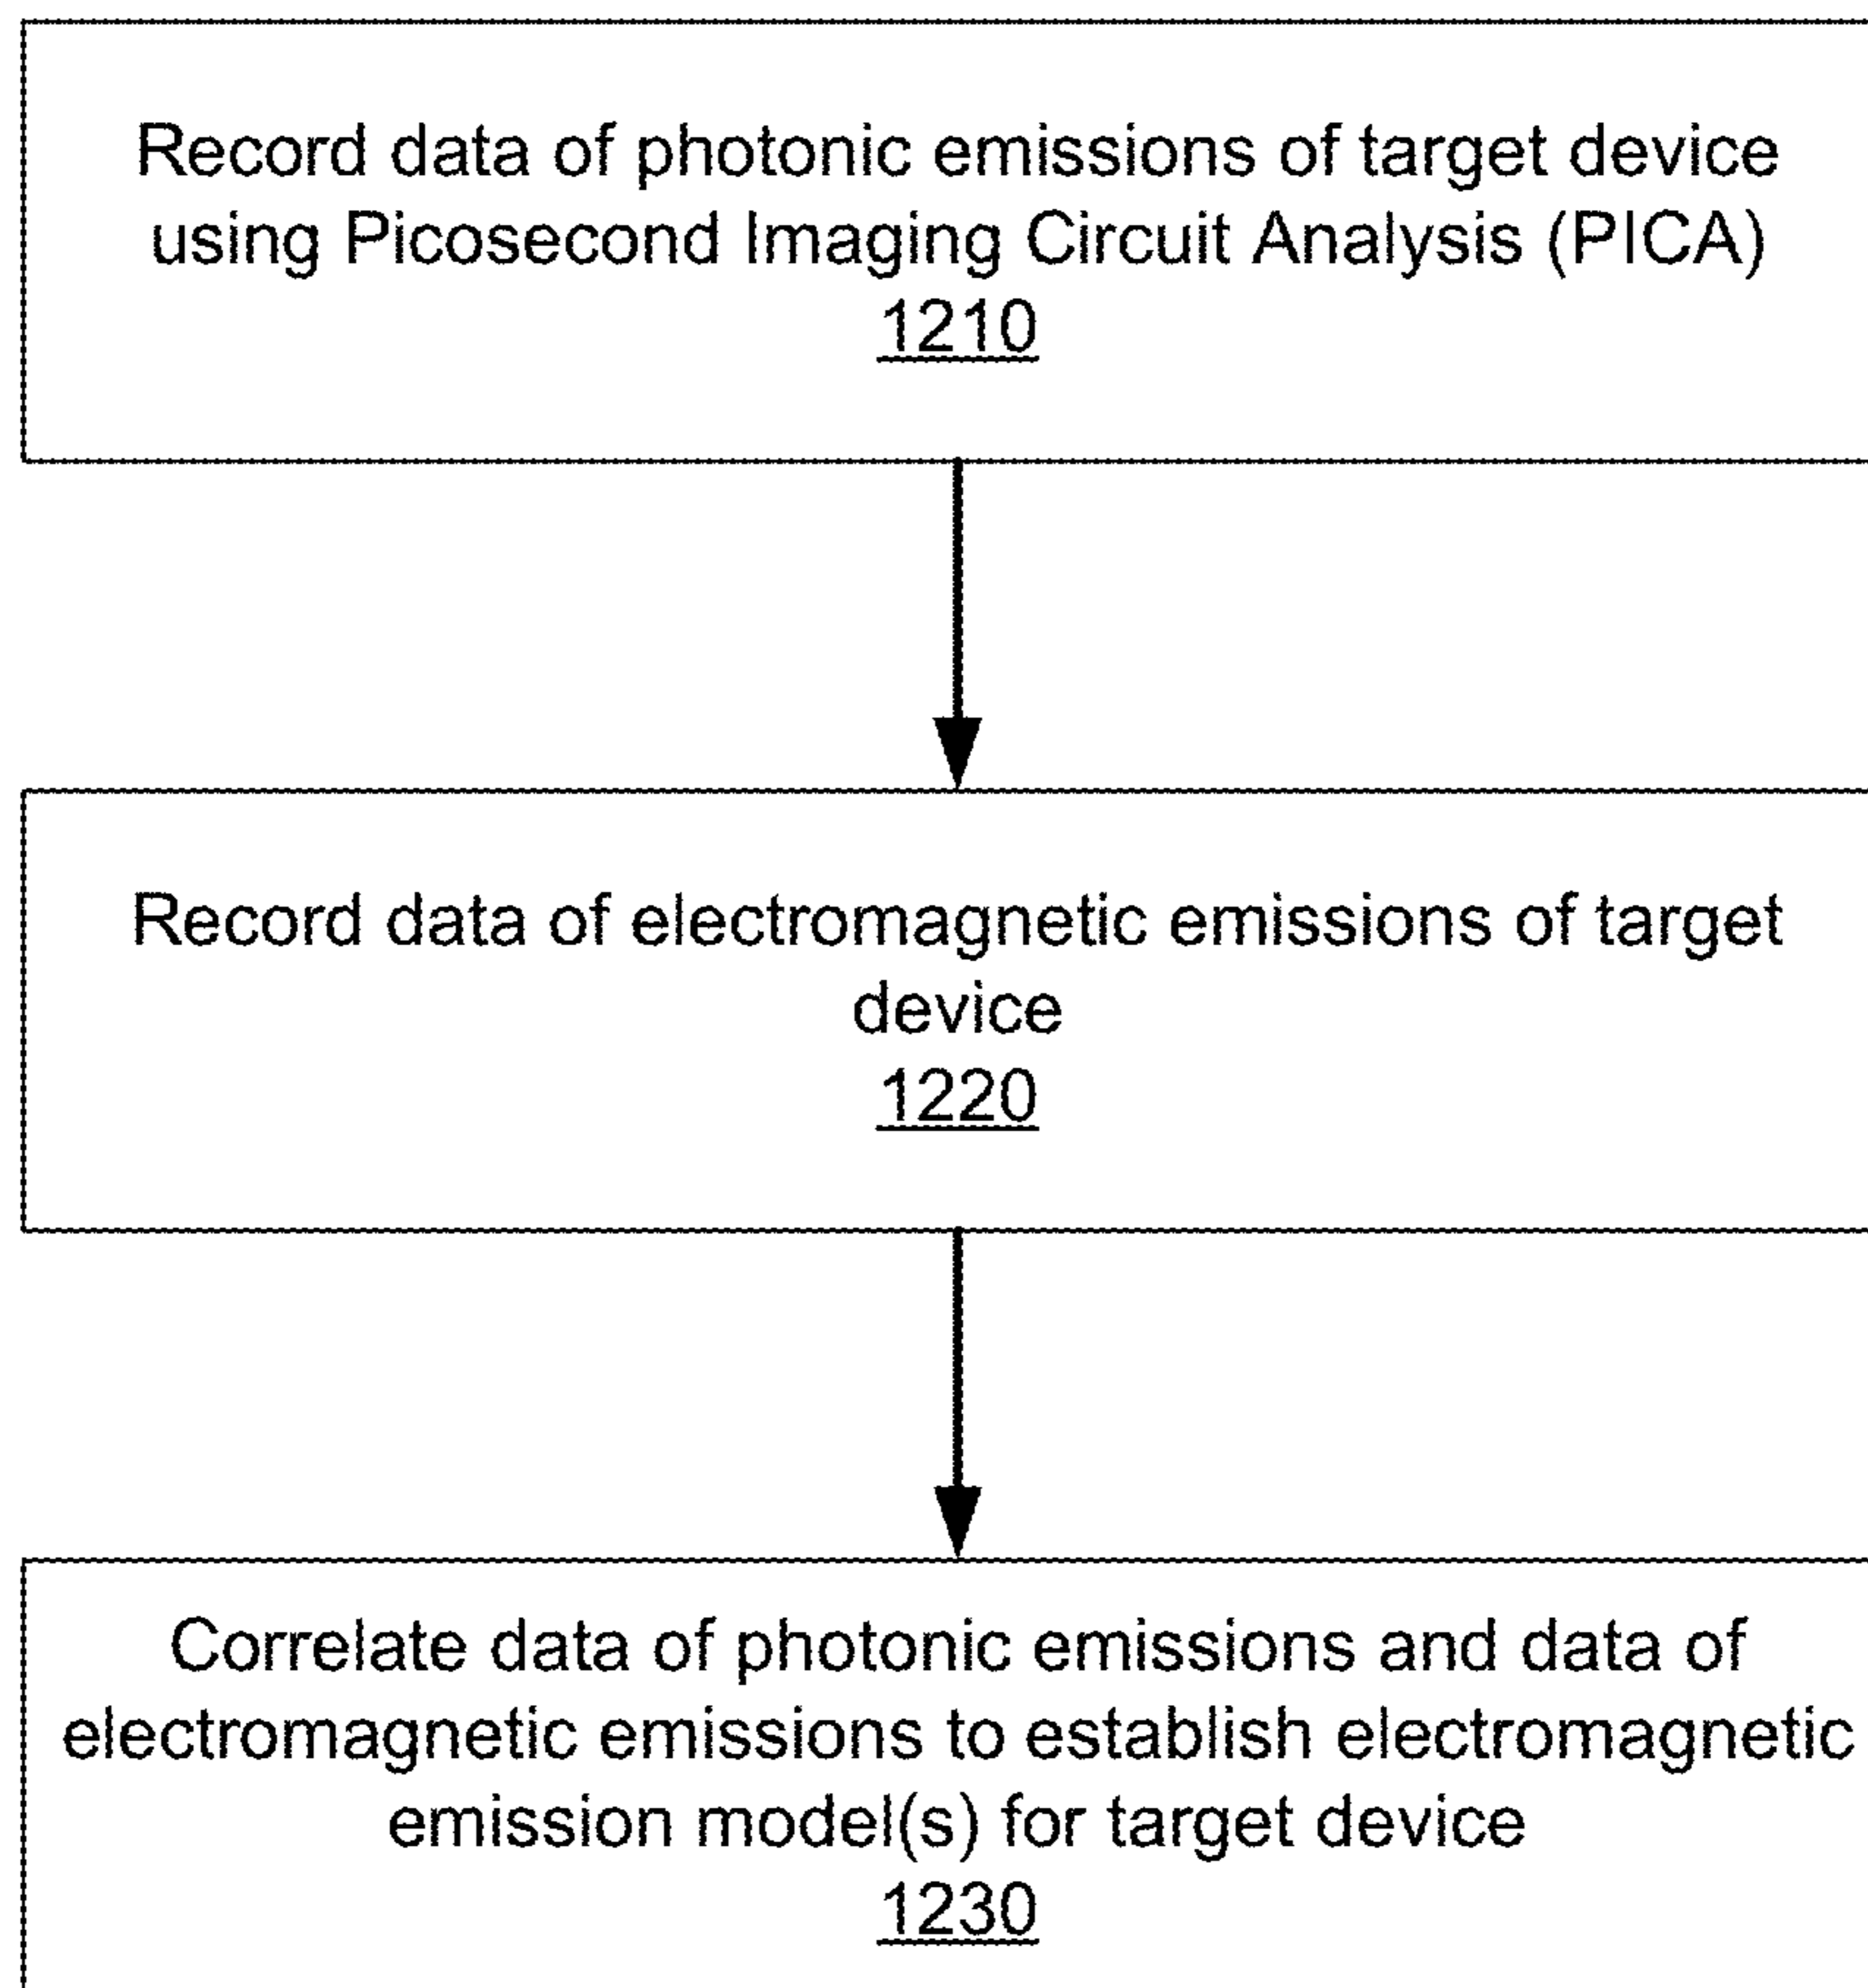 Record data of photonic emissions of target device
using Picosecond Imaging Circuit Analysis (PICA)
1210
Record data of electromagnetic emissions of target
device
1220
Correlate data of photonic emissions and data of
electromagnetic emissions to establish electromagnetic
emission model(s) for target device
1230